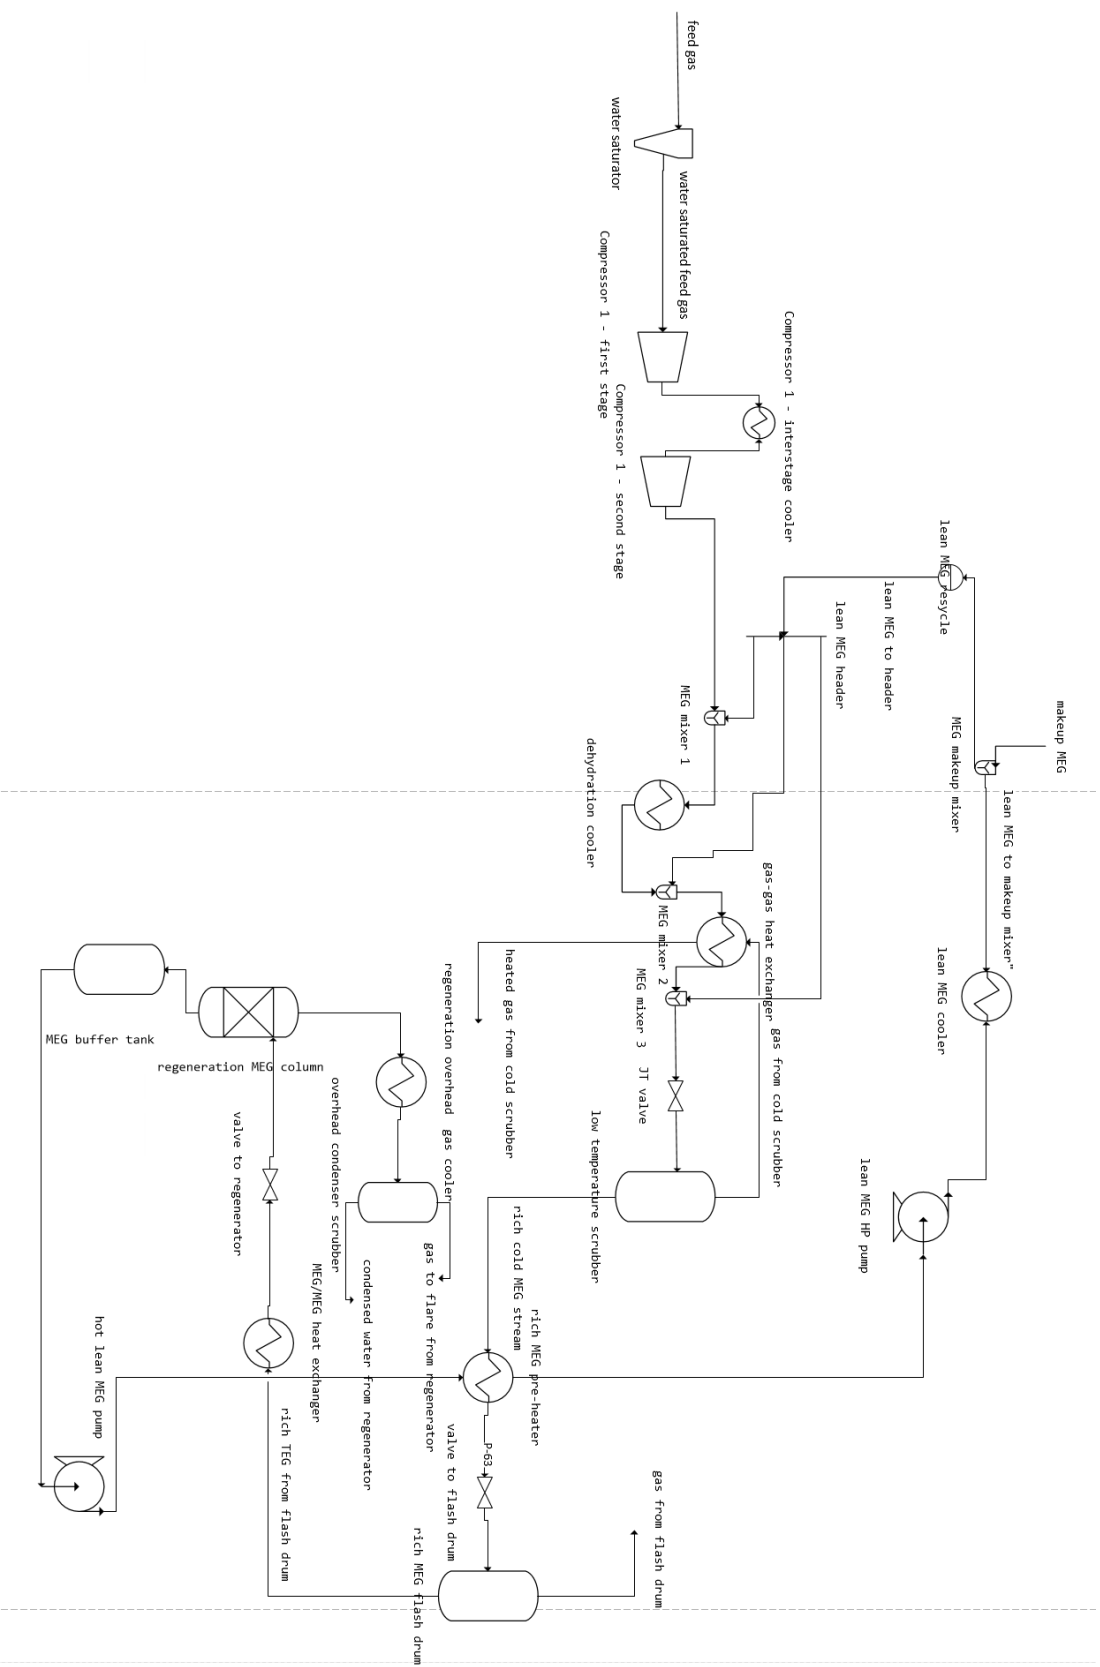 feed gas
water saturator
water saturated feed gas
Compressor 1 - first stage
Compressor 1 - interstage cooler
Compressor 1 - second stage
lean MEG resycle
lean MEG to header
lean MEG header
MEG mixer 1
makeup MEG
MEG makeup mixer
dehydration cooler
lean MEG to makeup mixer"
gas-gas heat exchanger
MEG mixer 2
heated gas from cold scrubber
lean MEG cooler
MEG mixer 3
JT valve
gas from cold scrubber
regeneration overhead gas cooler
MEG buffer tank
regeneration MEG column
overhead condenser scrubber
valve to regenerator
low temperature scrubber
lean MEG HP pump
rich cold MEG stream
gas to flare from regenerator
condensed water from regenerator
MEG/MEG heat exchanger
rich MEG pre-heater
hot lean MEG pump
rich TEG from flash drum
valve to flash drum
P-63
gas from flash drum
rich MEG flash drum